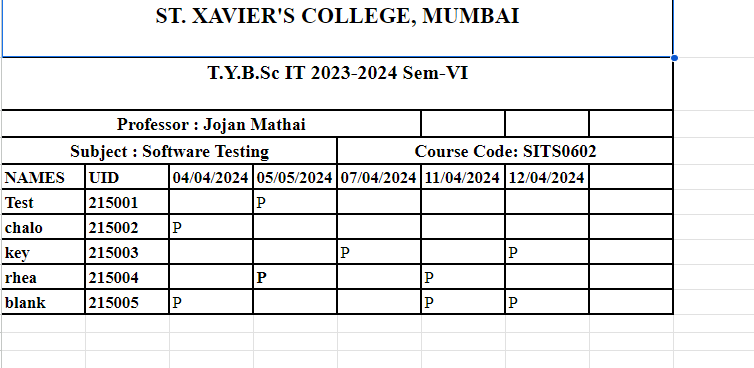 ST. XAVIER'S COLLEGE, MUMBAI
T.Y.B.Sc IT 2023-2024 Sem-VI
Professor : Jojan Mathai
Subject : Software Testing Course Code: SITS0602
NAMES UID 04/04/2024 05/05/2024 07/04/2024 11/04/2024 12/04/2024
Test 215001 P
chalo 215002 P
key 215003 P P
rhea 215004 P P
blank 215005 P P P